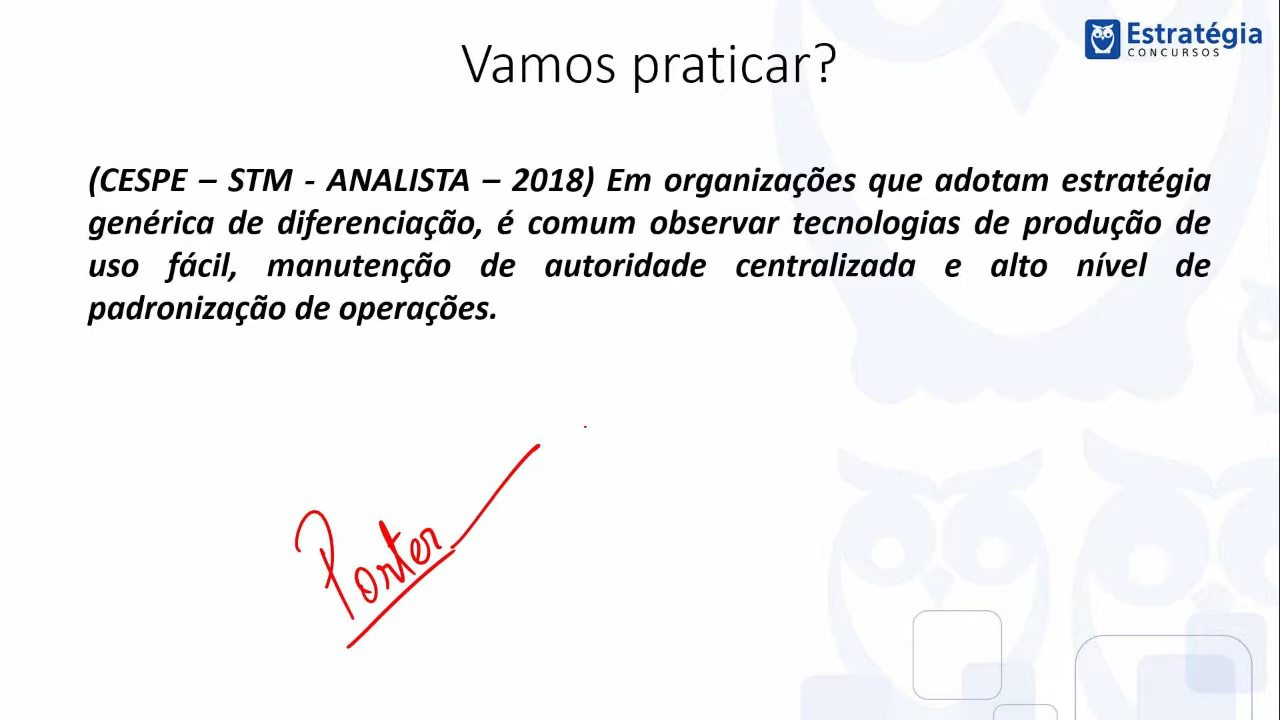 Estratégia
CONCURSOS
Vamos praticar?
(CESPE – STM - ANALISTA – 2018) Em organizações que adotam estratégia
genérica de diferenciação, é comum observar tecnologias de produção de
uso fácil, manutenção de autoridade centralizada e alto nível de
padronização de operações.
Porter